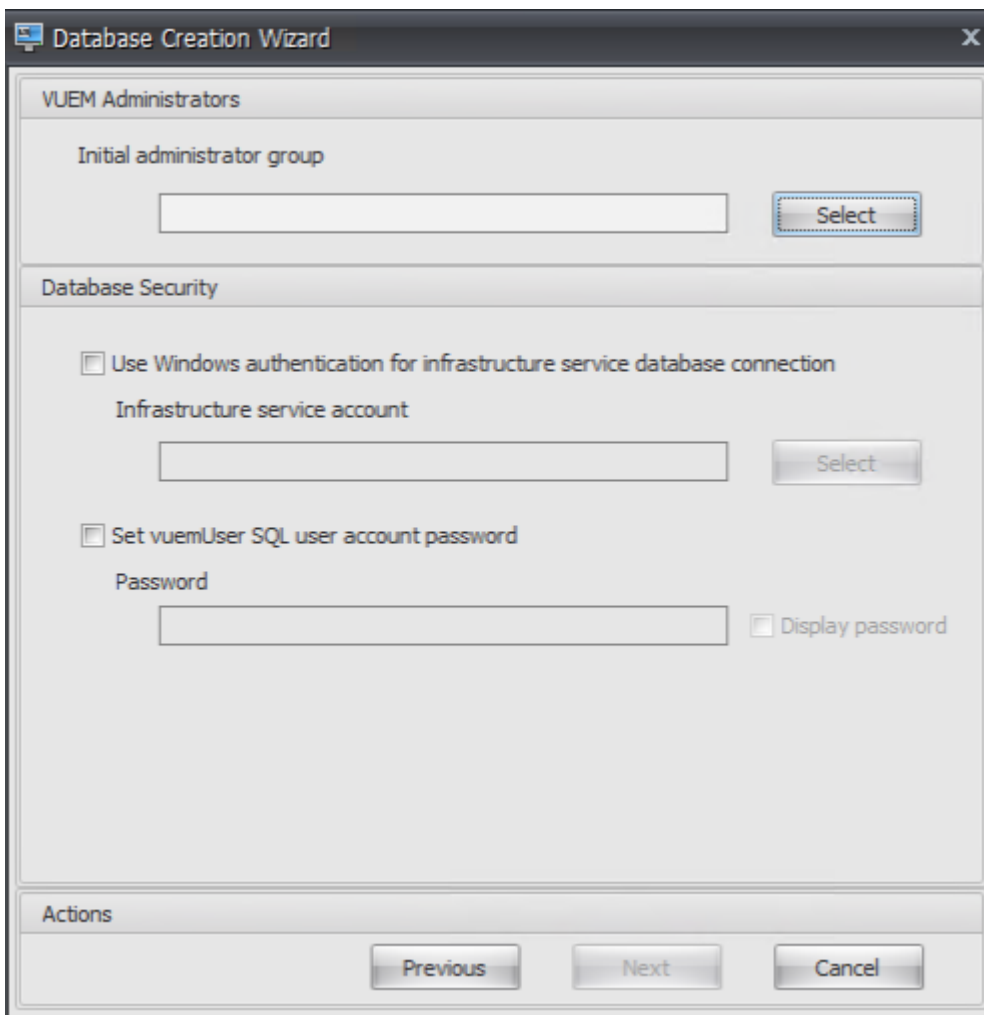 Database Creation Wizard
VUEM Administrators
Initial administrator group
Select
Database Security
Use Windows authentication for infrastructure service database connection
Infrastructure service account
Select
Set vuemUser SQL user account password
Password
Display password
Actions
Previous Next Cancel